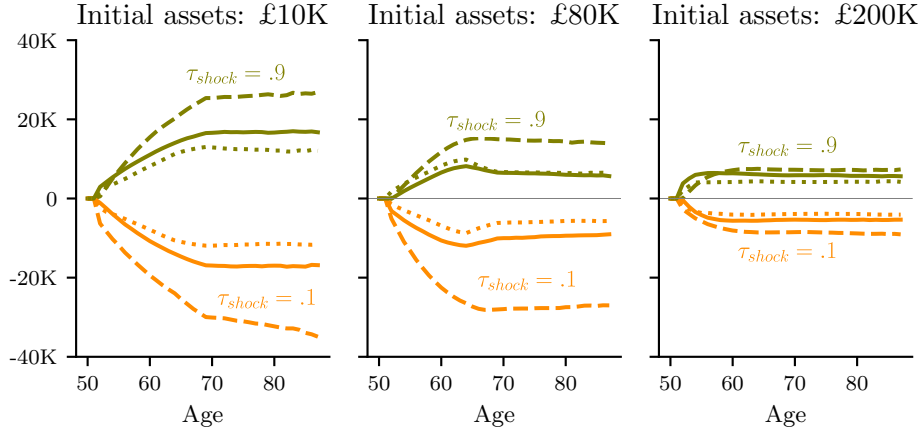 Initial assets: £10K
Initial assets: £80K
Initial assets: £200K
40K
20K
0
-20K
-40K
τshock = .9
τshock = .1
τshock = .9
τshock = .1
τshock = .9
τshock = .1
50 60 70 80
50 60 70 80
50 60 70 80
Age
Age
Age